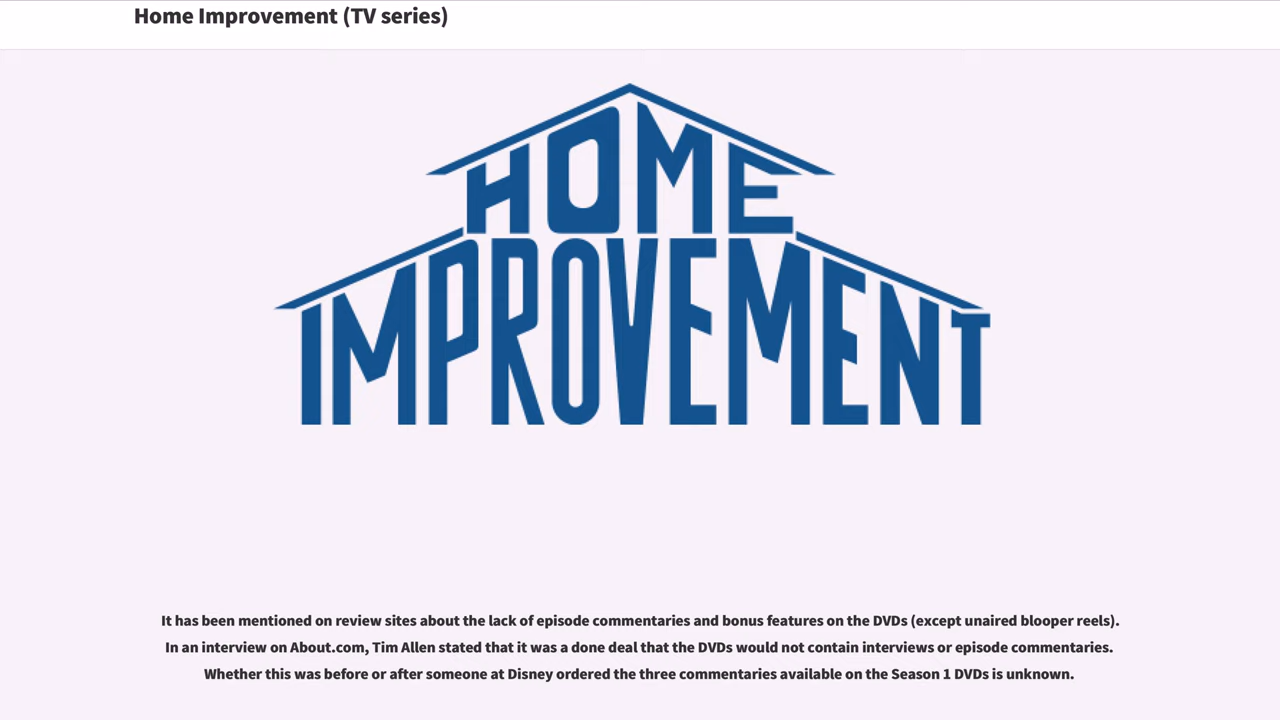 Home Improvement (TV series)
HOME
IMPROVEMENT
It has been mentioned on review sites about the lack of episode commentaries and bonus features on the DVDs (except unaired blooper reels).
In an interview on About.com, Tim Allen stated that it was a done deal that the DVDs would not contain interviews or episode commentaries.
Whether this was before or after someone at Disney ordered the three commentaries available on the Season 1 DVDs is unknown.